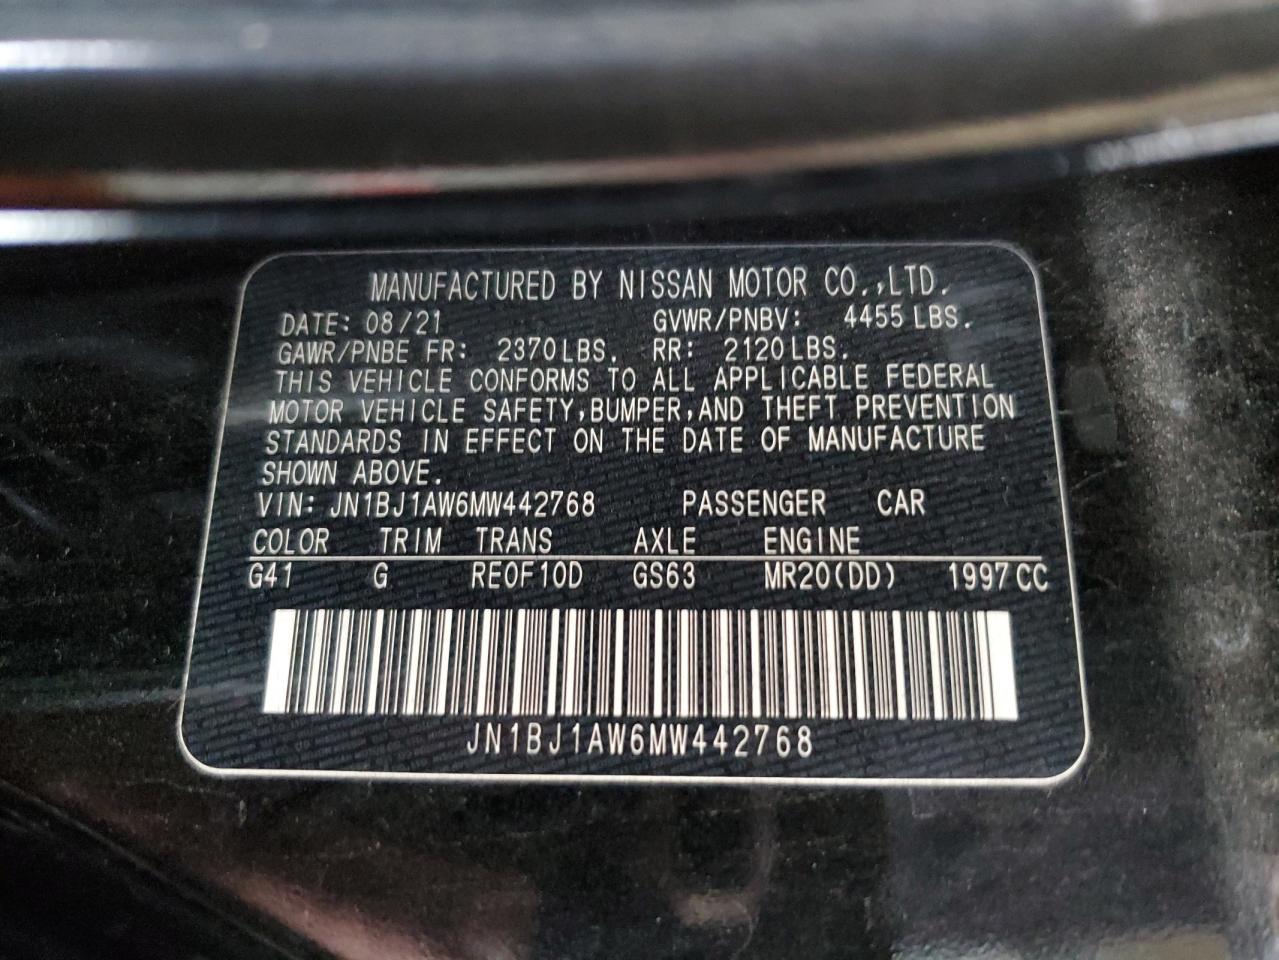 MANUFACTURED BY NISSAN MOTOR CO.,LTD.
DATE: 08/21 GVWR/PNBV: 4455 LBS.
GAWR/PNBE FR: 2370 LBS. RR: 2120 LBS.
THIS VEHICLE CONFORMS TO ALL APPLICABLE FEDERAL
MOTOR VEHICLE SAFETY,BUMPER,AND THEFT PREVENTION
STANDARDS IN EFFECT ON THE DATE OF MANUFACTURE
SHOWN ABOVE.
VIN: JN1BJ1AW6MW442768 PASSENGER CAR
COLOR TRIM TRANS AXLE ENGINE
G41 G RE0F10D GS63 MR20(DD) 1997 CC
JN1BJ1AW6MW442768